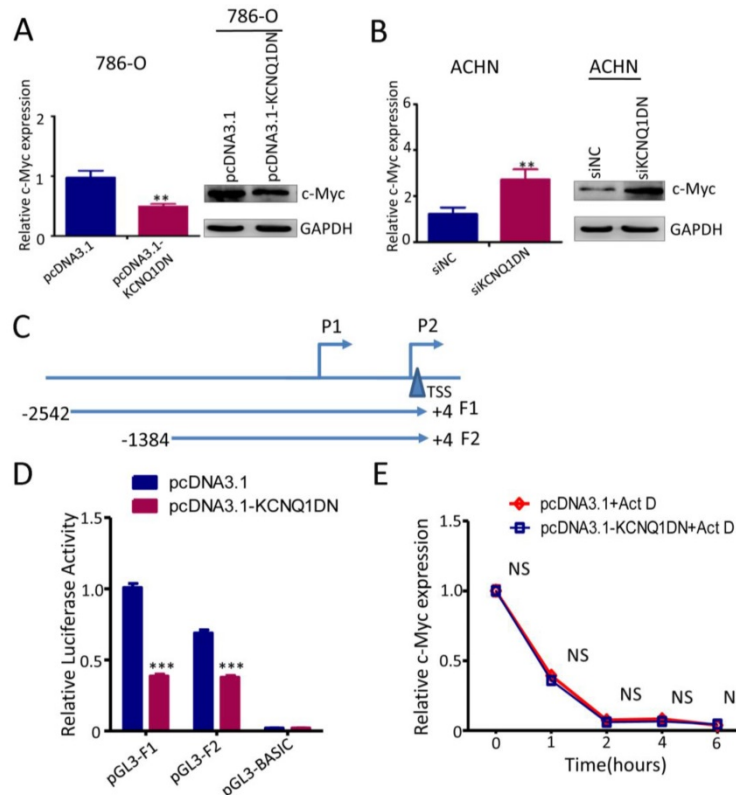 A
786-O
786-O
pcDNA3.1
pcDNA3.1-KCNQ1DN
Relative c-Myc expression
2
1
0
**
pcDNA3.1
pcDNA3.1-
KCNQ1DN
c-Myc
GAPDH
B
ACHN
ACHN
siNC
siKCNQ1DN
Relative c-Myc expression
6
4
2
0
**
siNC
siKCNQ1DN
c-Myc
GAPDH
C
P1
P2
TSS
-2542
+4 F1
-1384
+4 F2
D
pcDNA3.1
pcDNA3.1-KCNQ1DN
Relative Luciferase Activity
1.5
1.0
0.5
0
***
***
pGL3-F1
pGL3-F2
pGL3-BASIC
E
pcDNA3.1+Act D
pcDNA3.1-KCNQ1DN+Act D
Relative c-Myc expression
1.5
1.0
0.5
0
NS
NS
NS
NS
N
0
1
2
4
6
Time(hours)